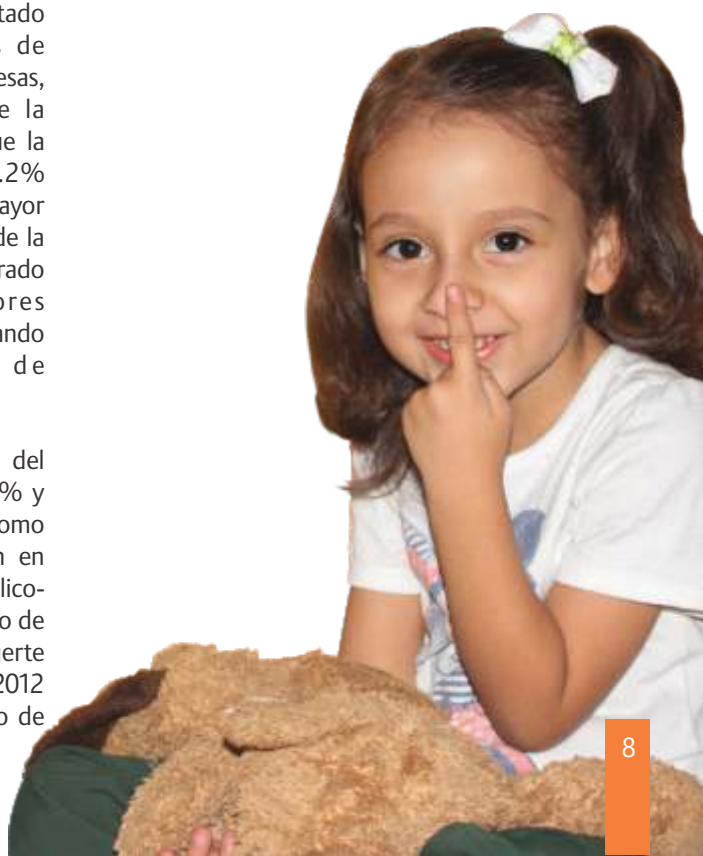 tado
de
esas,
e la
ue la
.2%
ayor
de la
rado
ores
ando
de
del
% y
omo
n en
lico-
o de
uerte
2012
o de
8